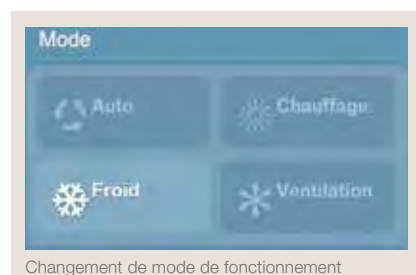 Mode
Auto
Chauffage
Froid
Ventilation
Changement de mode de fonctionnement